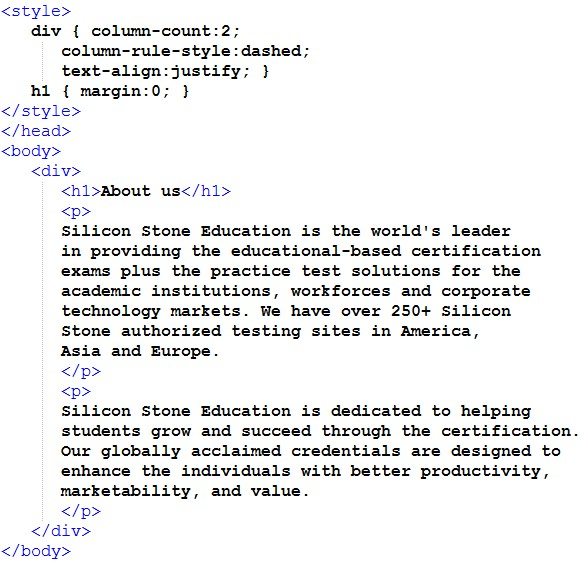 <style>
div { column-count:2;
column-rule-style:dashed;
text-align:justify; }
h1 { margin:0; }
</style>
</head>
<body>
<div>
<h1>About us</h1>
<p>
Silicon Stone Education is the world's leader
in providing the educational-based certification
exams plus the practice test solutions for the
academic institutions, workforces and corporate
technology markets. We have over 250+ Silicon
Stone authorized testing sites in America,
Asia and Europe.
</p>
<p>
Silicon Stone Education is dedicated to helping
students grow and succeed through the certification.
Our globally acclaimed credentials are designed to
enhance the individuals with better productivity,
marketability, and value.
</p>
</div>
</body>